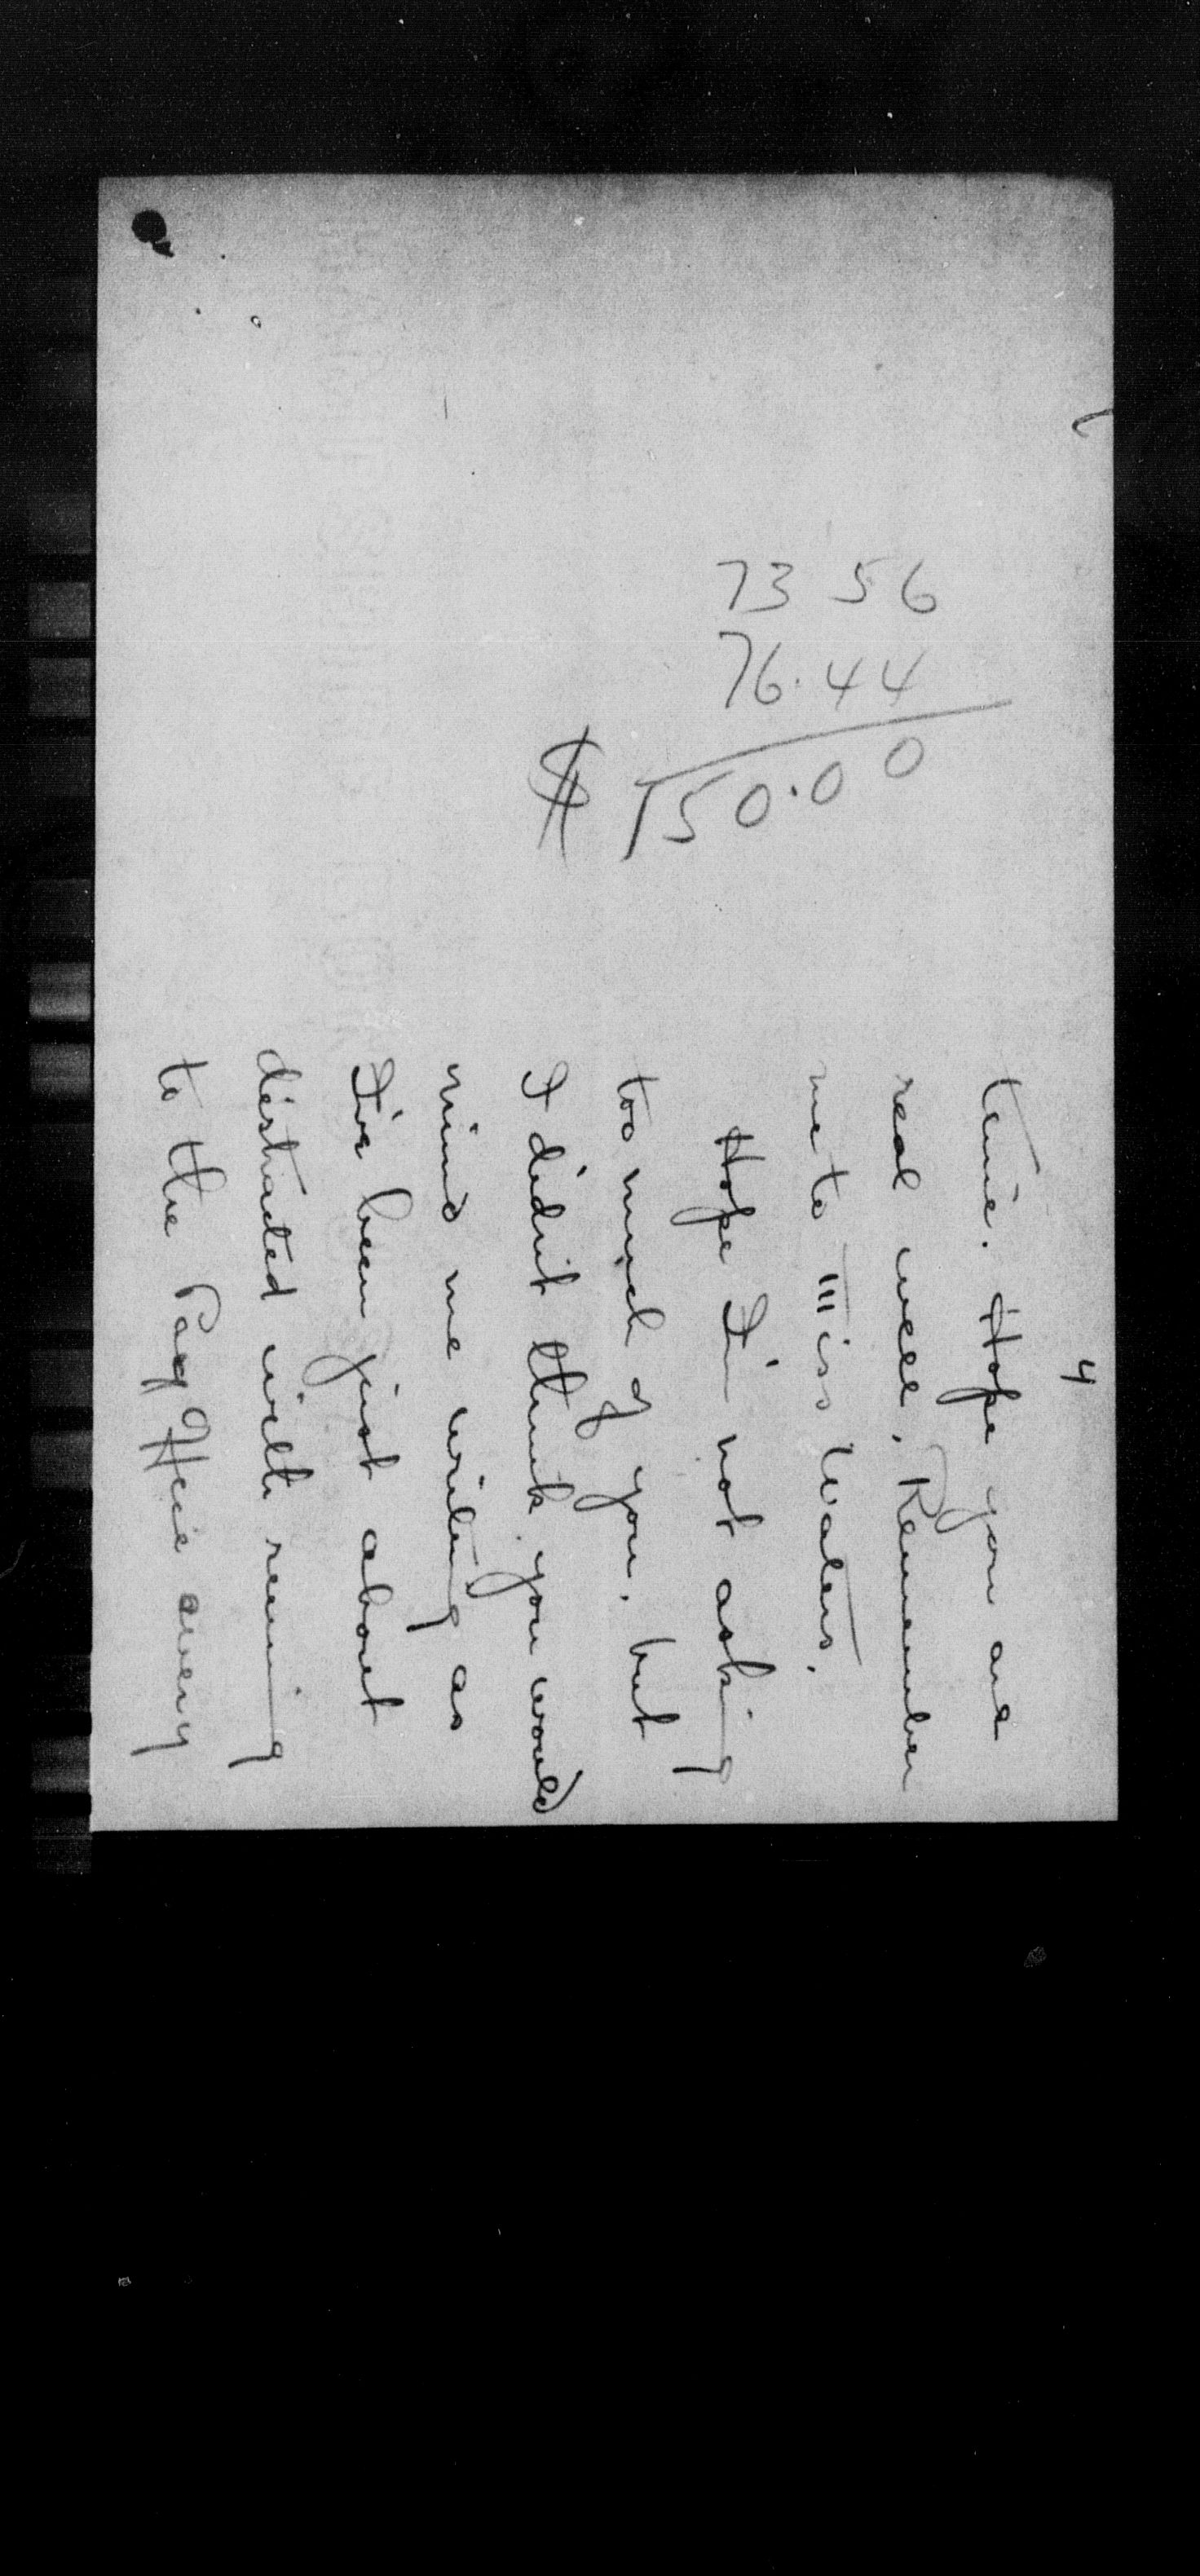 73 56
76.44
$ 150.00
4
time. Hope you are
real well, Remember
me to Miss Waters.
Hope I'm not asking
too much of you, but
I didn't think you would
mind me writing as
I've been just about
distracted with runing
to the Pay Office every